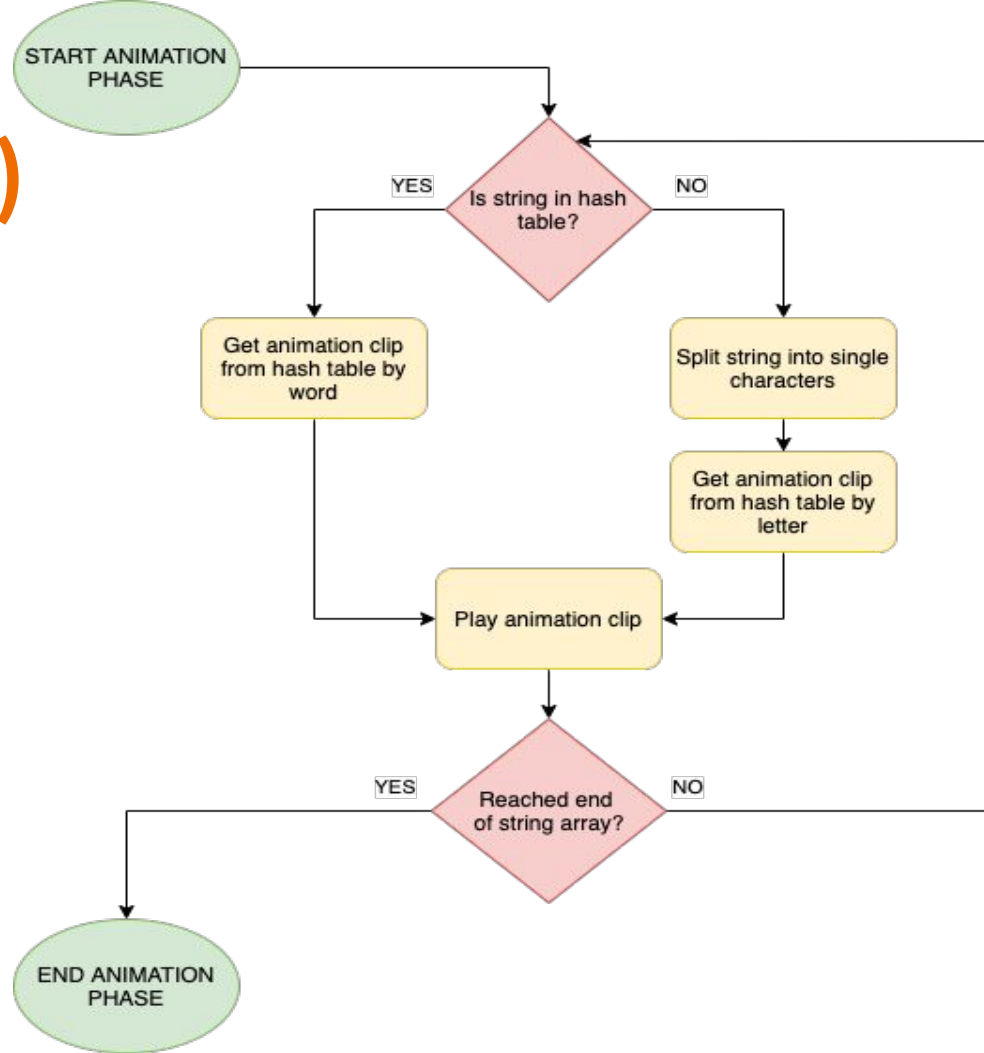 START ANIMATION
PHASE
)
YES
NO
Is string in hash
table?
Get animation clip
from hash table by
word
Split string into single
characters
Get animation clip
from hash table by
letter
Play animation clip
YES
NO
Reached end
of string array?
END ANIMATION
PHASE